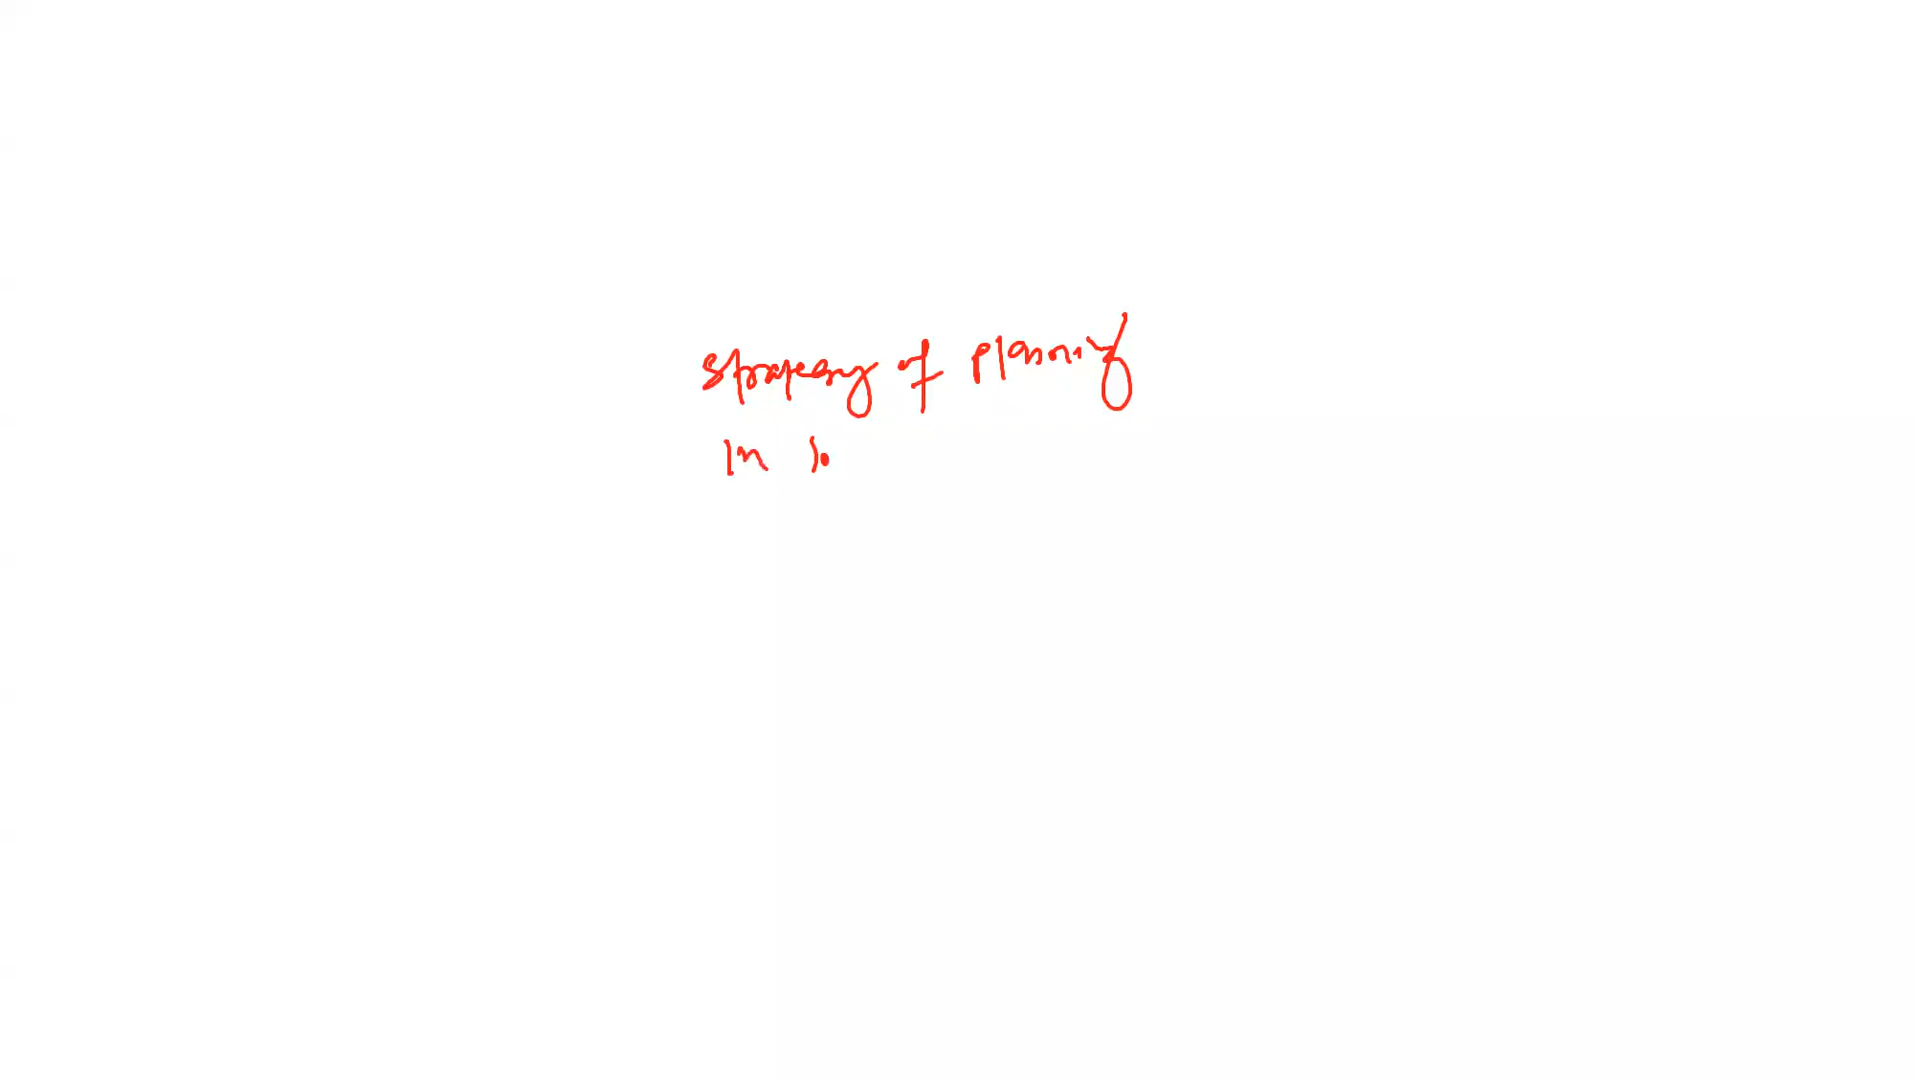 strategy of planning
in